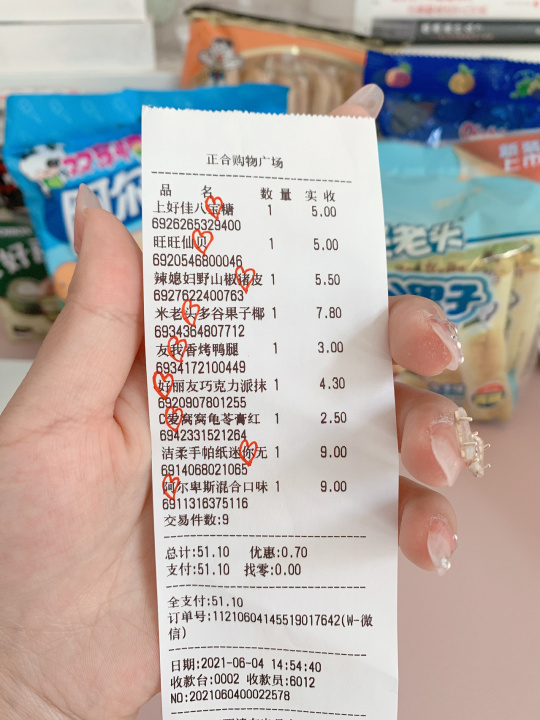 正合购物广场
品 名 数量 实收
上好佳八宝糖 1 5.00
6926265329400
旺旺仙贝 1 5.00
6920546800046
辣媳妇野山椒猪皮 1 5.50
6927622400763
米老头多谷果子椰 1 7.80
6934364807712
友我香烤鸭腿 1 3.00
6934172100449
好丽友巧克力派抹 1 4.30
6920907801255
C爱窝窝龟苓膏红 1 2.50
6942331521264
洁柔手帕纸迷你无 1 9.00
6914068021065
阿尔卑斯混合口味 1 9.00
6911316375116
交易件数:9
总计:51.10 优惠:0.70
支付:51.10 找零:0.00
全支付:51.10
订单号:11210604145519017642(W-微
信)
日期:2021-06-04 14:54:40
收款台:0002 收款员:6012
NO:2021060400022578
阿尔
老头
果子